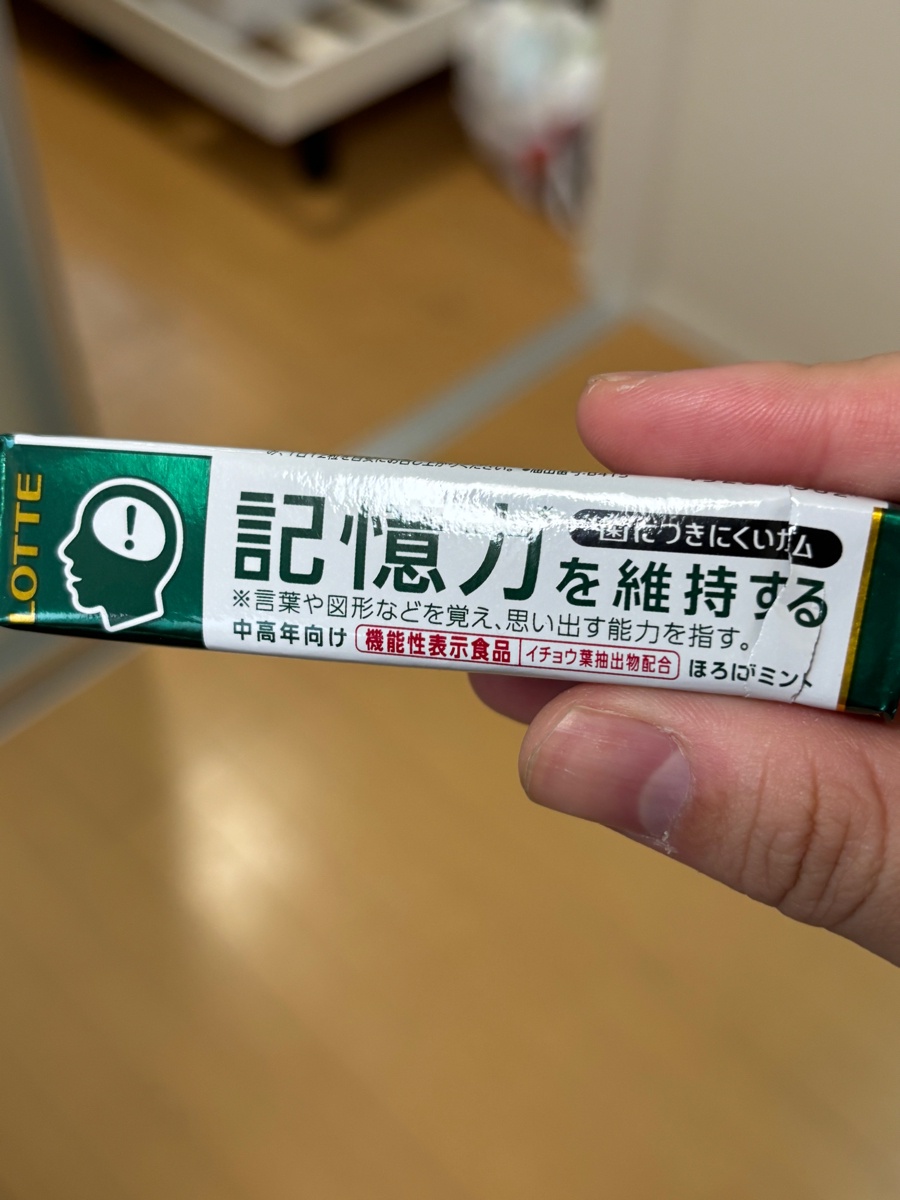 LOTTE
記憶力※
歯につきにくいガム
を維持する
※言葉や図形などを覚え、思い出す能力を指す。
中高年向け 機能性表示食品 イチョウ葉抽出物配合 ほろにがミント